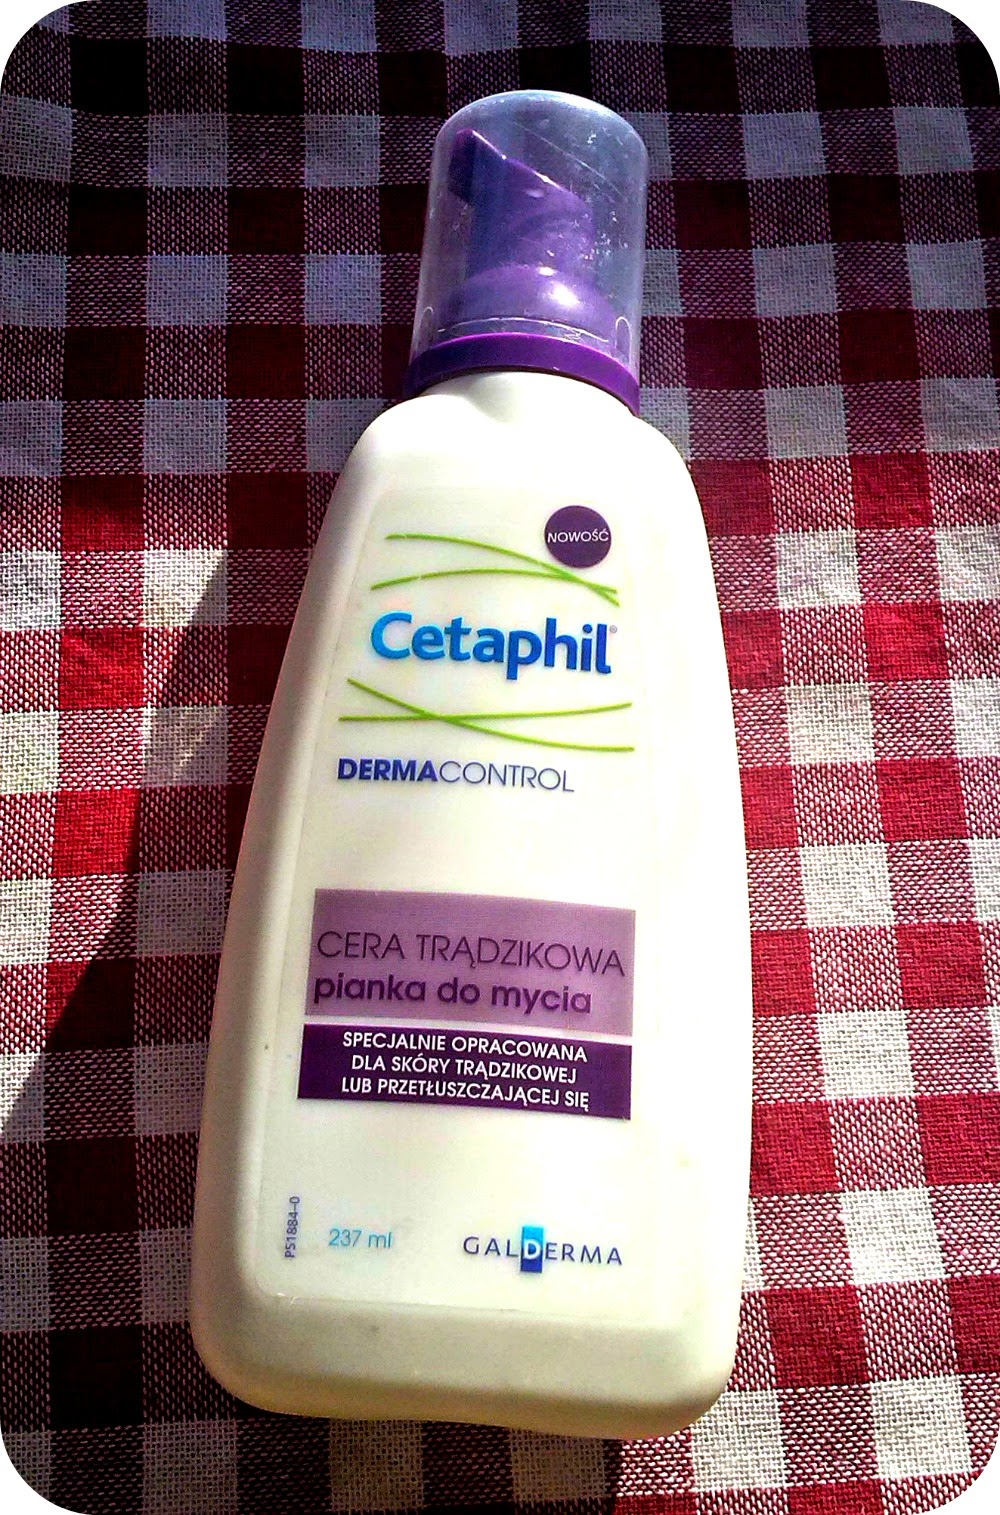 NOWOŚĆ
Cetaphil®
DERMACONTROL
CERA TRĄDZIKOWA
pianka do mycia
SPECJALNIE OPRACOWANA
DLA SKÓRY TRĄDZIKOWEJ
LUB PRZETŁUSZCZAJĄCEJ SIĘ
P51884-0
237 ml
GALDERMA